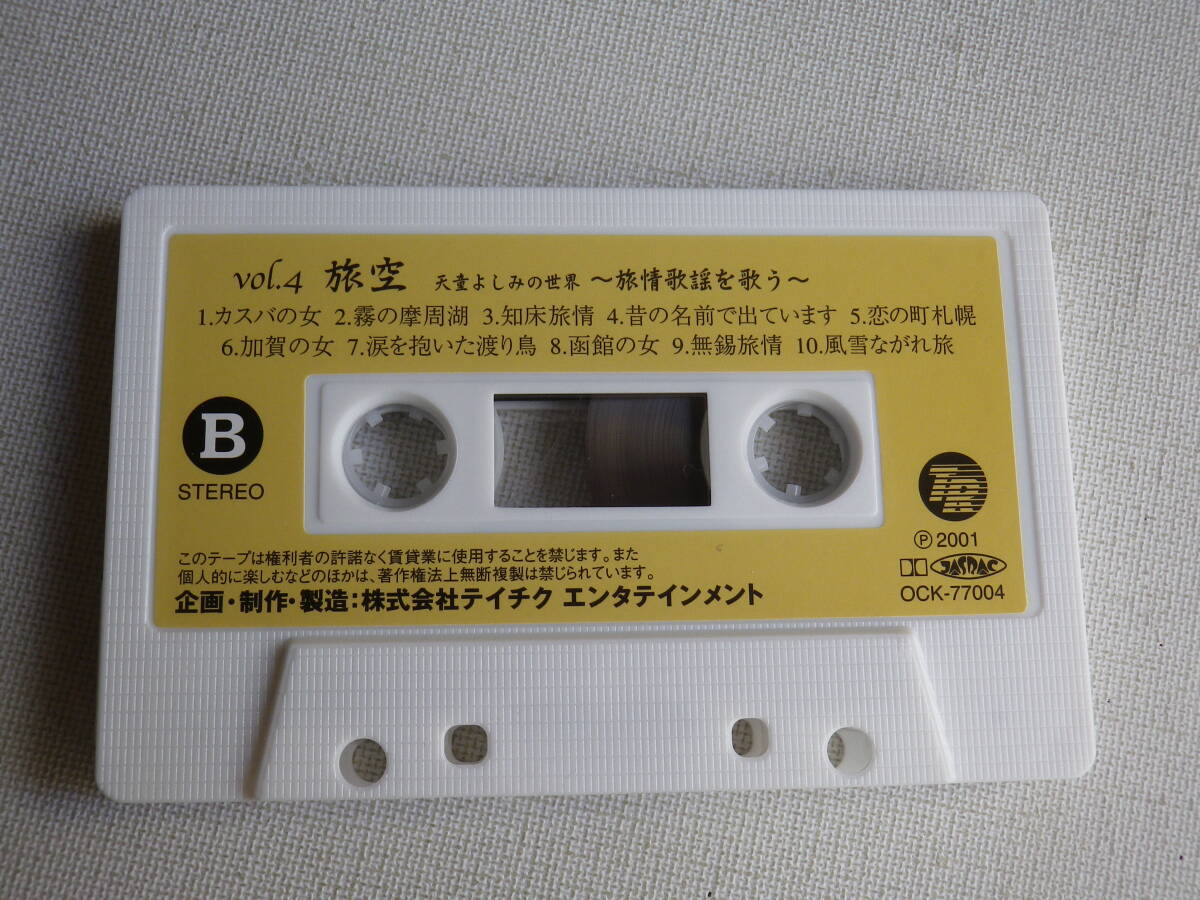 vol.4 旅空 天童よしみの世界 〜旅情歌謡を歌う〜
1.カスバの女 2.霧の摩周湖 3.知床旅情 4.昔の名前で出ています 5.恋の町札幌
6.加賀の女 7.涙を抱いた渡り鳥 8.函館の女 9.無錫旅情 10.風雪ながれ旅
B
STEREO
Ⓟ2001
JASRAC
OCK-77004
このテープは権利者の許諾なく賃貸業に使用することを禁じます。また
個人的に楽しむなどのほかは、著作権法上無断複製は禁じられています。
企画・制作・製造：株式会社テイチク エンタテインメント